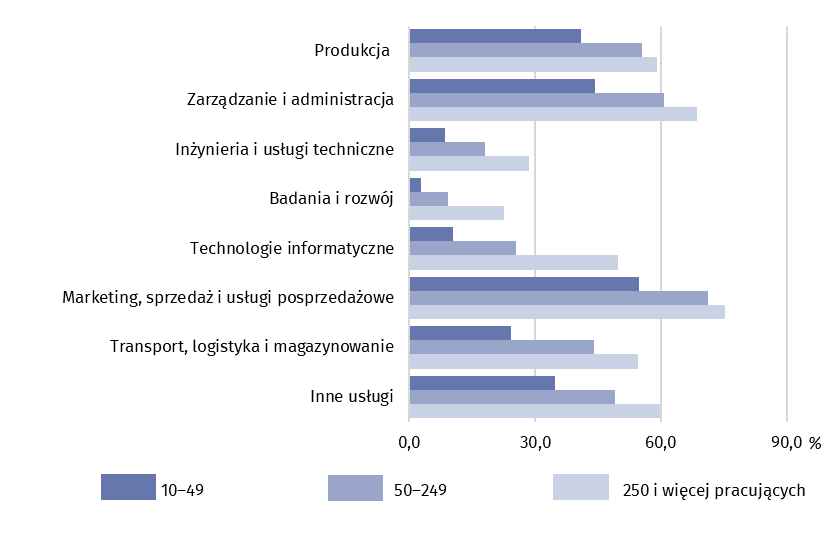 Produkcja
Zarządzanie i administracja
Inżynieria i usługi techniczne
Badania i rozwój
Technologie informatyczne
Marketing, sprzedaż i usługi posprzedażowe
Transport, logistyka i magazynowanie
Inne usługi
0,0 30,0 60,0 90,0 %
10–49 50–249 250 i więcej pracujących